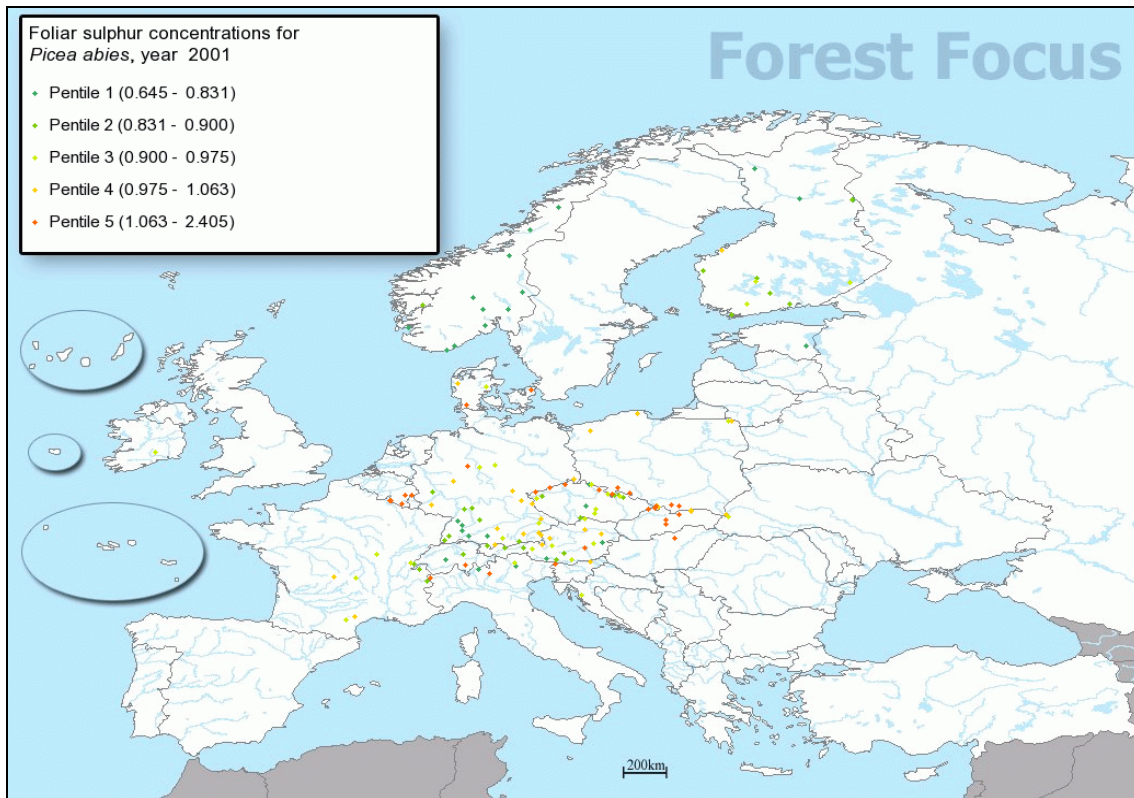 Foliar sulphur concentrations for
Picea abies, year 2001
Pentile 1 (0.645 - 0.831)
Pentile 2 (0.831 - 0.900)
Pentile 3 (0.900 - 0.975)
Pentile 4 (0.975 - 1.063)
Pentile 5 (1.063 - 2.405)
Forest Focus
200km